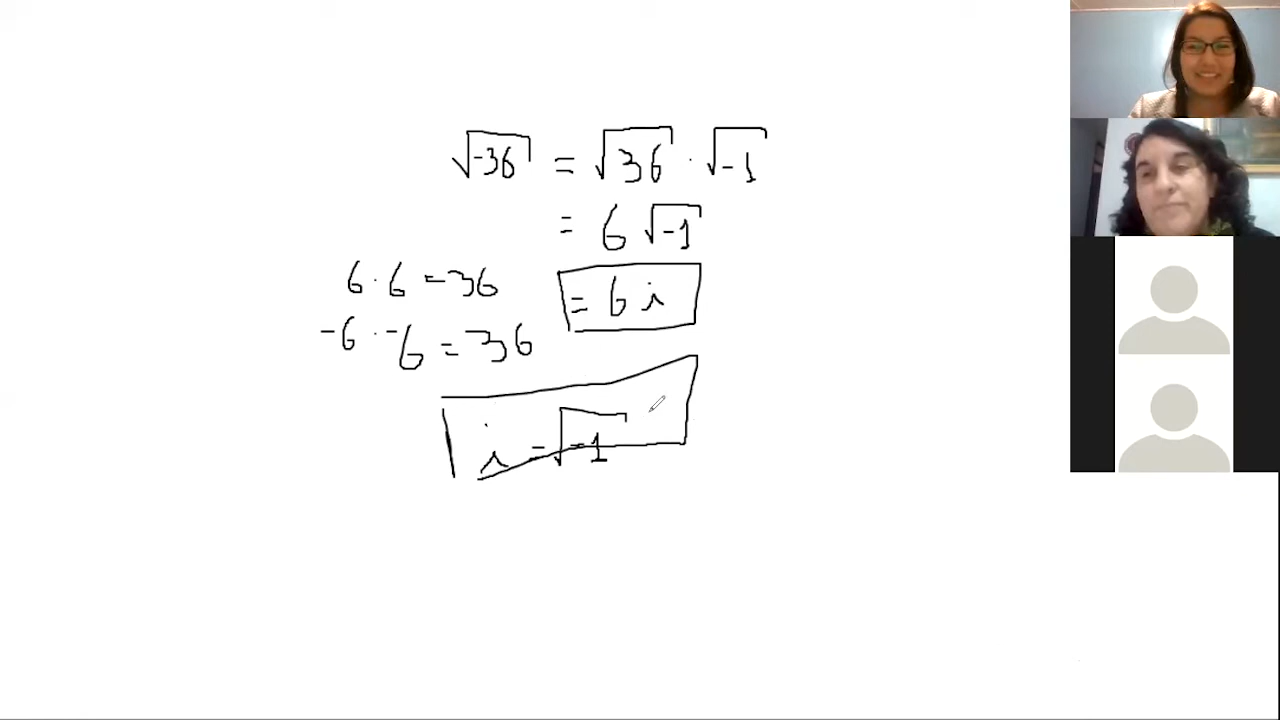 √-36 = √36 · √-1
= 6 √-1
= 6 i
6 · 6 = 36
-6 · -6 = 36
i = √-1